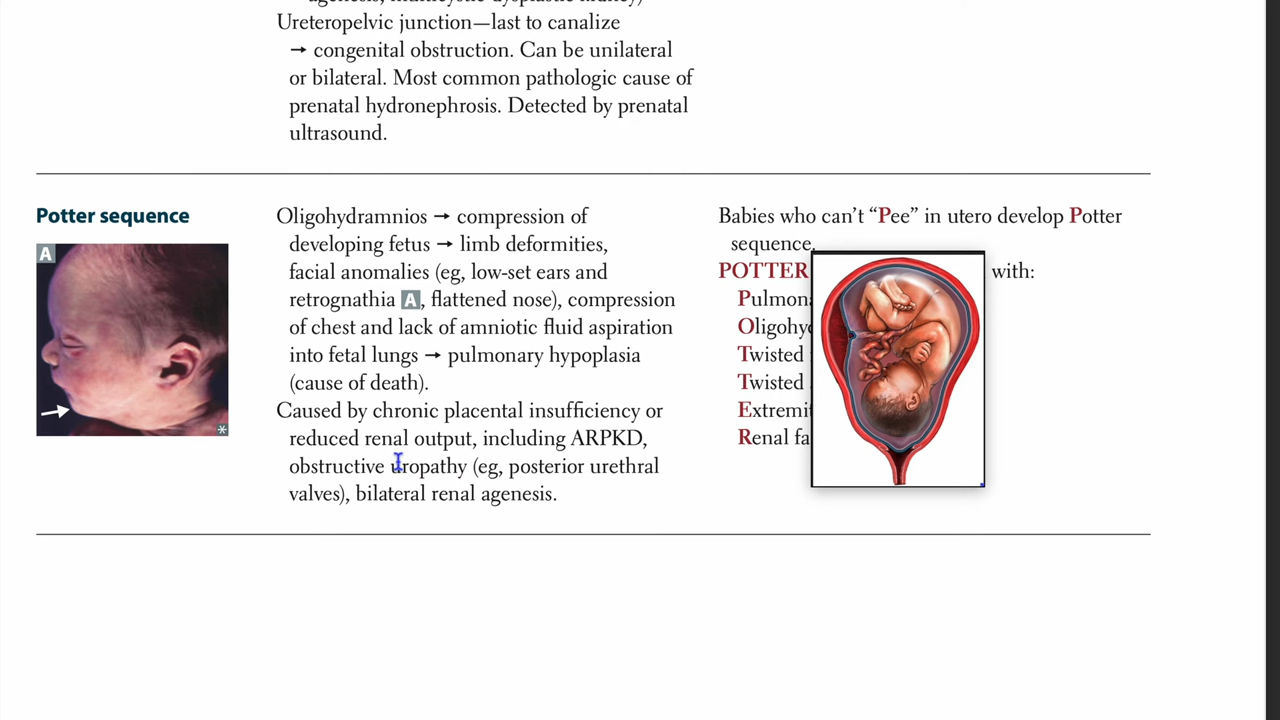 Ureteropelvic junction—last to canalize
→ congenital obstruction. Can be unilateral
or bilateral. Most common pathologic cause of
prenatal hydronephrosis. Detected by prenatal
ultrasound.
Potter sequence
A
Oligohydramnios → compression of
developing fetus → limb deformities,
facial anomalies (eg, low-set ears and
retrognathia A, flattened nose), compression
of chest and lack of amniotic fluid aspiration
into fetal lungs → pulmonary hypoplasia
(cause of death).
Caused by chronic placental insufficiency or
reduced renal output, including ARPKD,
obstructive uropathy (eg, posterior urethral
valves), bilateral renal agenesis.
Babies who can't “Pee” in utero develop Potter
sequence.
POTTER with:
Twisted
Twisted
Renal